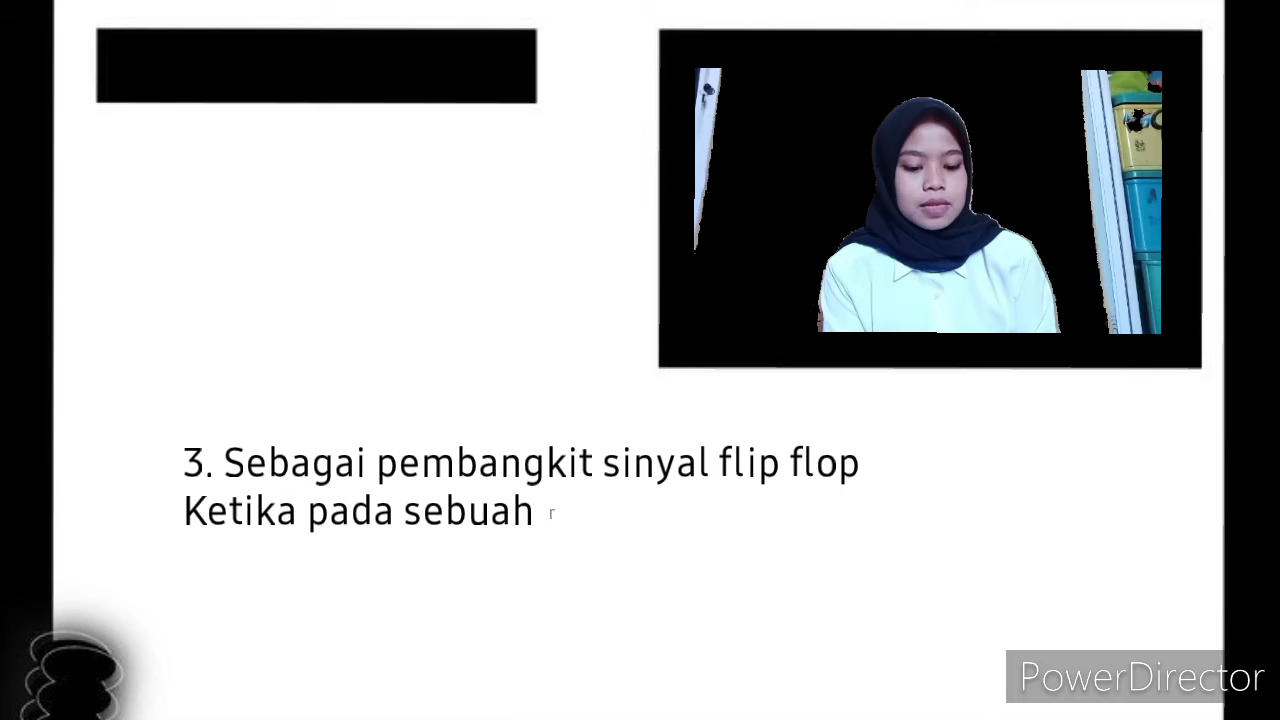 3. Sebagai pembangkit sinyal flip flop
Ketika pada sebuah r
PowerDirector